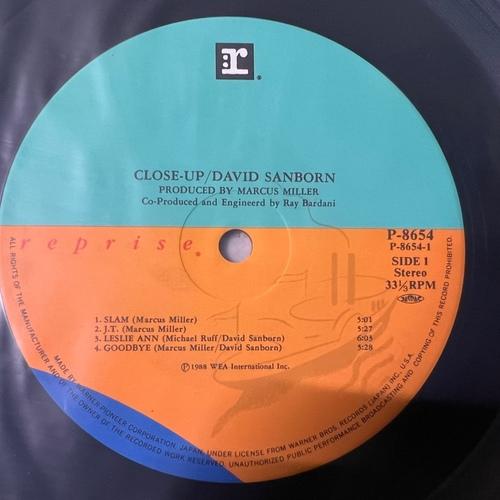 :r
CLOSE-UP/DAVID SANBORN
PRODUCED BY MARCUS MILLER
Co-Produced and Engineerd by Ray Bardani
reprise
P-8654
P-8654-1
SIDE 1
Stereo
33⅓RPM
1. SLAM (Marcus Miller) 5:01
2. J.T. (Marcus Miller) 5:27
3. LESLIE ANN (Michael Ruff/David Sanborn) 6:03
4. GOODBYE (Marcus Miller/David Sanborn) 5:28
Ⓟ1988 WEA International Inc.
MADE BY WARNER-PIONEER CORPORATION, JAPAN, UNDER LICENSE FROM WARNER BROS. RECORDS (JAPAN) INC., U.S.A.
ALL RIGHTS OF THE MANUFACTURER AND OF THE OWNER OF THE RECORDED WORK RESERVED. UNAUTHORIZED PUBLIC PERFORMANCE BROADCASTING AND COPYING OF THIS RECORD PROHIBITED.